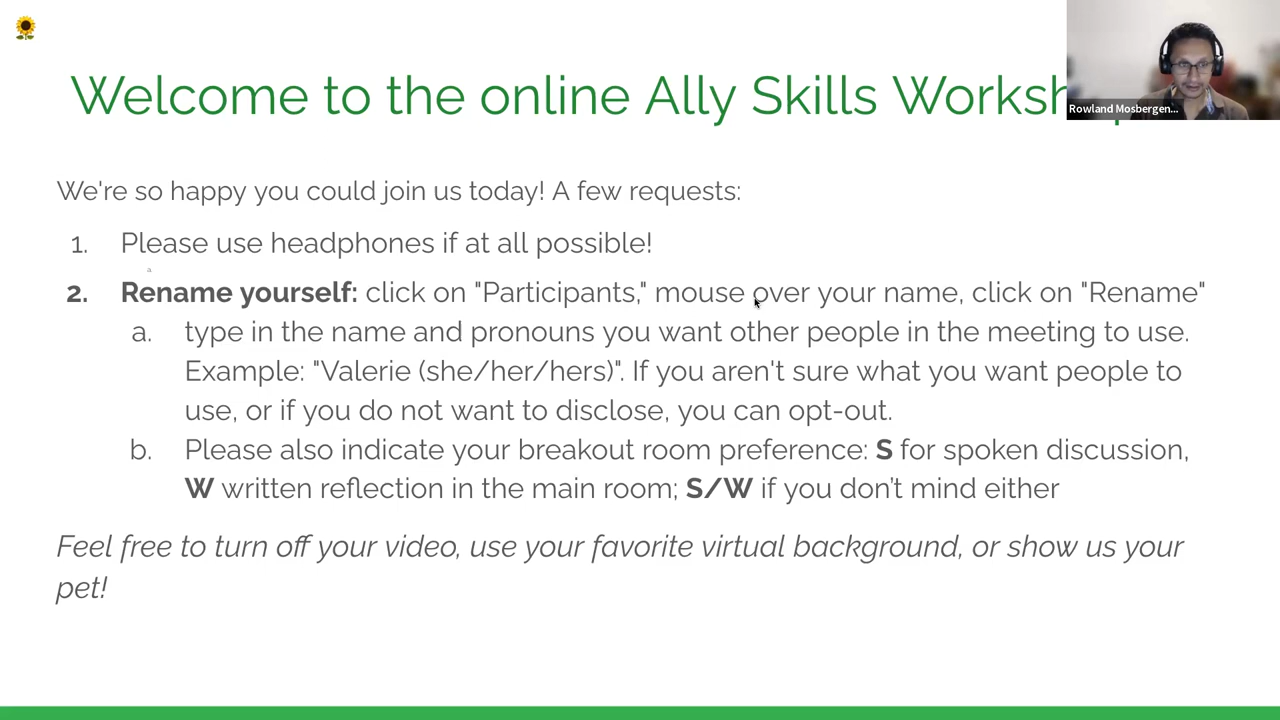 Welcome to the online Ally Skills Worksh
Rowland Mosbergen...
We're so happy you could join us today! A few requests:
1. Please use headphones if at all possible!
a
2. Rename yourself: click on "Participants," mouse over your name, click on "Rename"
a. type in the name and pronouns you want other people in the meeting to use.
Example: "Valerie (she/her/hers)". If you aren't sure what you want people to
use, or if you do not want to disclose, you can opt-out.
b. Please also indicate your breakout room preference: S for spoken discussion,
W written reflection in the main room; S/W if you don’t mind either
Feel free to turn off your video, use your favorite virtual background, or show us your
pet!